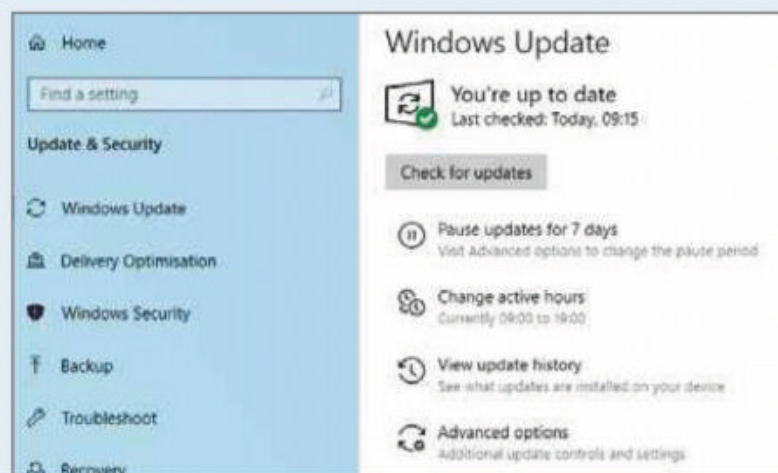 Home
Find a setting
Update & Security
Windows Update
Delivery Optimisation
Windows Security
Backup
Troubleshoot
Recovery
Windows Update
You're up to date
Last checked: Today, 09:15
Check for updates
Pause updates for 7 days
Visit Advanced options to change the pause period
Change active hours
Currently 09:00 to 19:00
View update history
See what updates are installed on your device
Advanced options
Additional update controls and settings